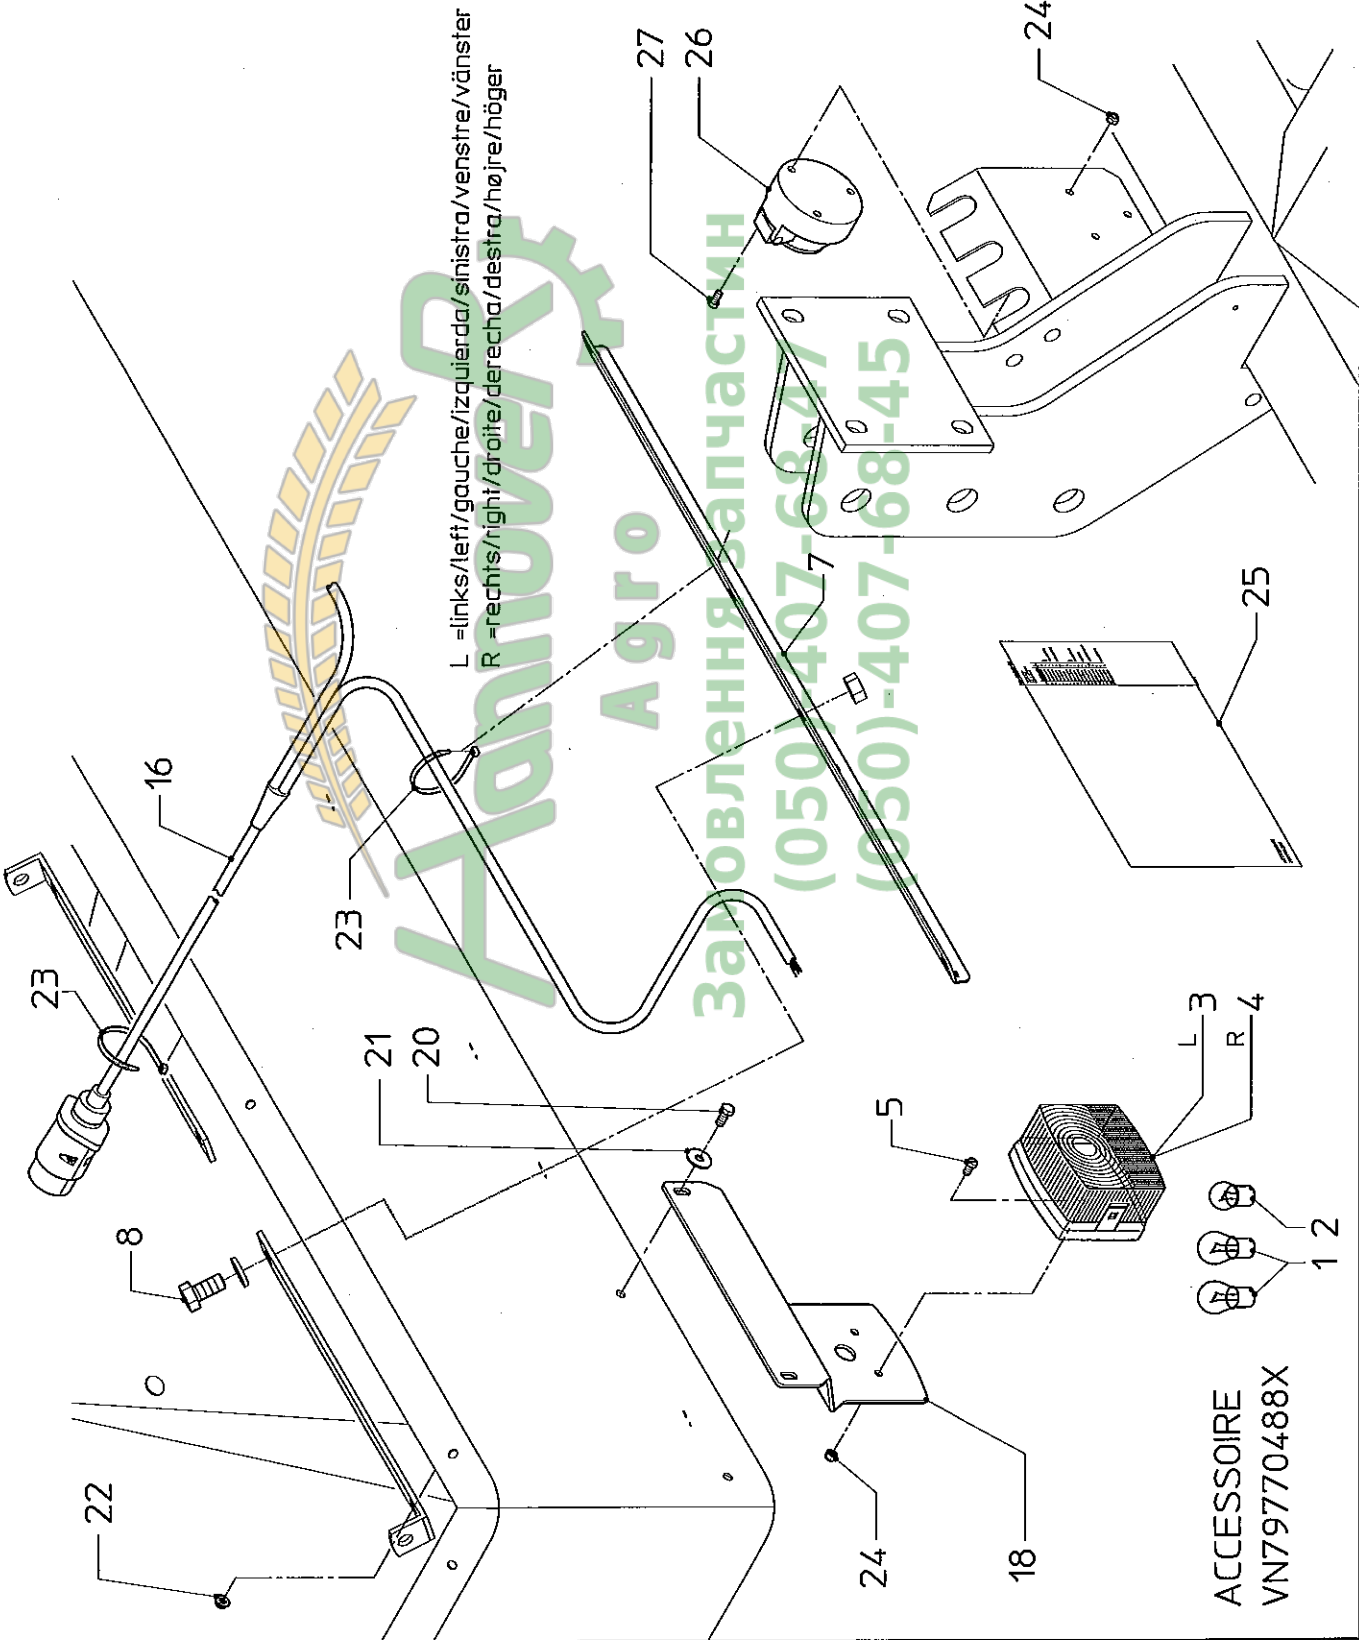 L =links/left/gauche/izquierda/sinistra/venstre/vänster
R =rechts/right/droite/derecha/destra/højre/höger
27
26
24
16
23
23
HanноveR
Agro
Замовлення запчастин
(050)-407-68-47
(050)-407-68-45
7
25
21
20
8
5
L
3
R
4
22
24
18
1
2
ACCESSOIRE
VN79770488X